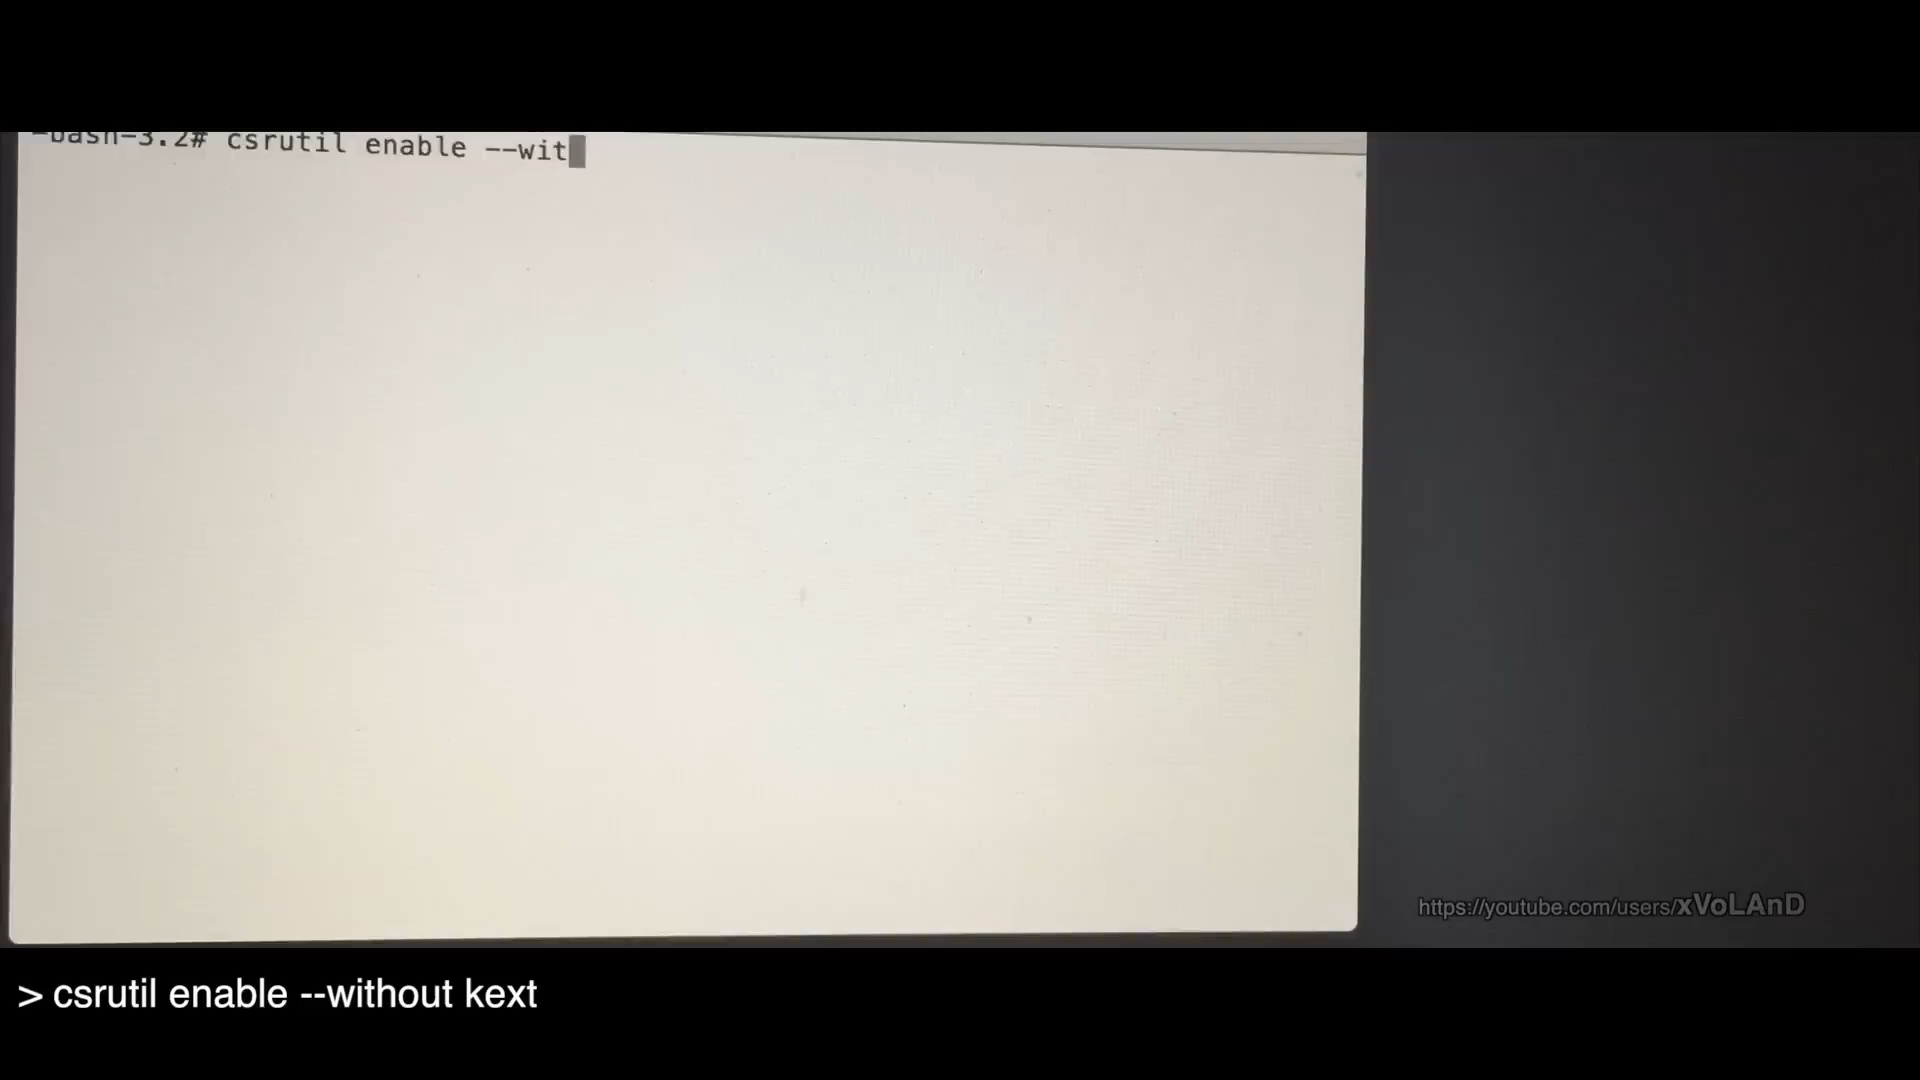 -bash-3.2# csrutil enable --wit
https://youtube.com/users/xVoLAnD
> csrutil enable --without kext